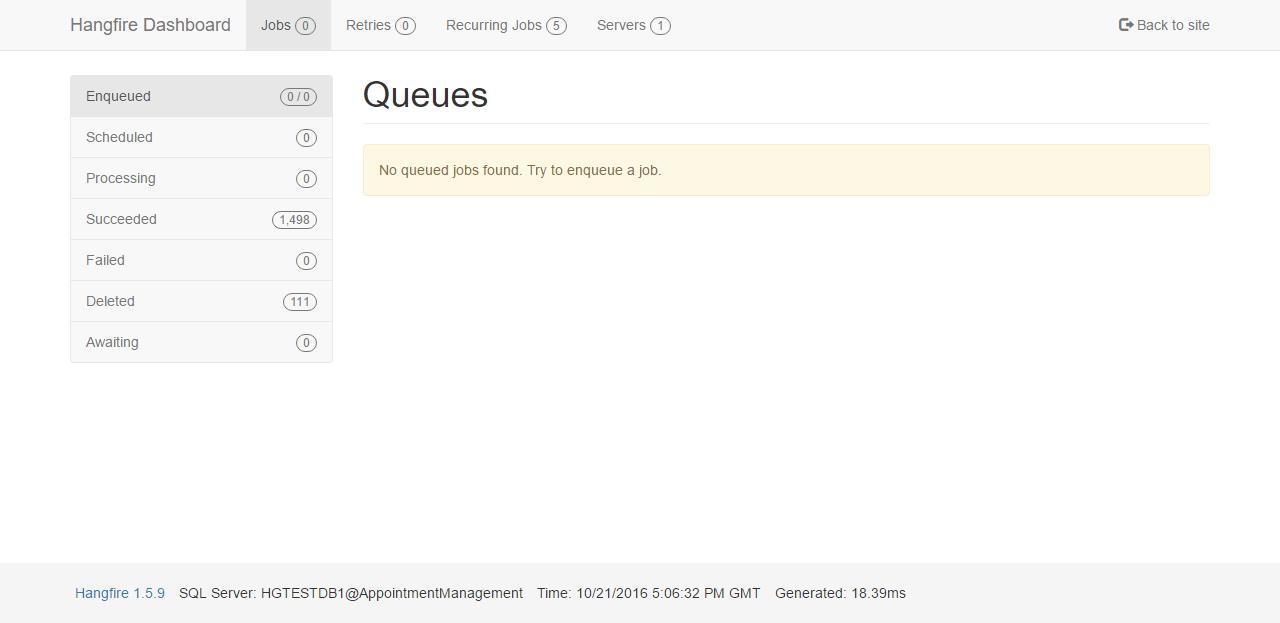 Hangfire Dashboard Jobs 0 Retries 0 Recurring Jobs 5 Servers 1 Back to site
Enqueued 0 / 0
Scheduled 0
Processing 0
Succeeded 1,498
Failed 0
Deleted 111
Awaiting 0
Queues
No queued jobs found. Try to enqueue a job.
Hangfire 1.5.9 SQL Server: HGTESTDB1@AppointmentManagement Time: 10/21/2016 5:06:32 PM GMT Generated: 18.39ms